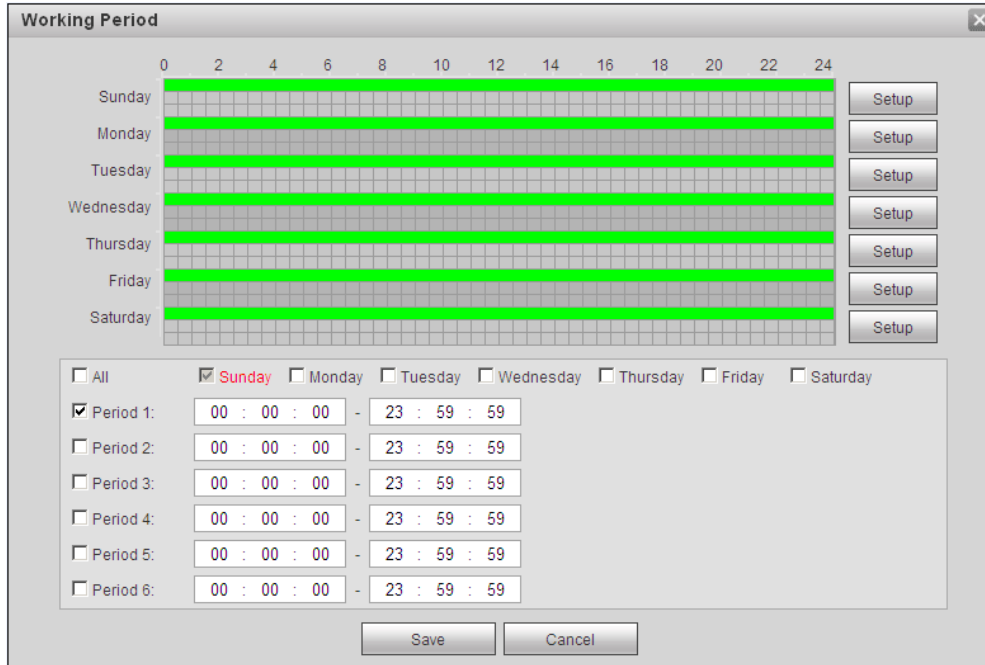 Working Period
0 2 4 6 8 10 12 14 16 18 20 22 24
Sunday Setup
Monday Setup
Tuesday Setup
Wednesday Setup
Thursday Setup
Friday Setup
Saturday Setup
All Sunday Monday Tuesday Wednesday Thursday Friday Saturday
Period 1: 00 : 00 : 00 - 23 : 59 : 59
Period 2: 00 : 00 : 00 - 23 : 59 : 59
Period 3: 00 : 00 : 00 - 23 : 59 : 59
Period 4: 00 : 00 : 00 - 23 : 59 : 59
Period 5: 00 : 00 : 00 - 23 : 59 : 59
Period 6: 00 : 00 : 00 - 23 : 59 : 59
Save Cancel